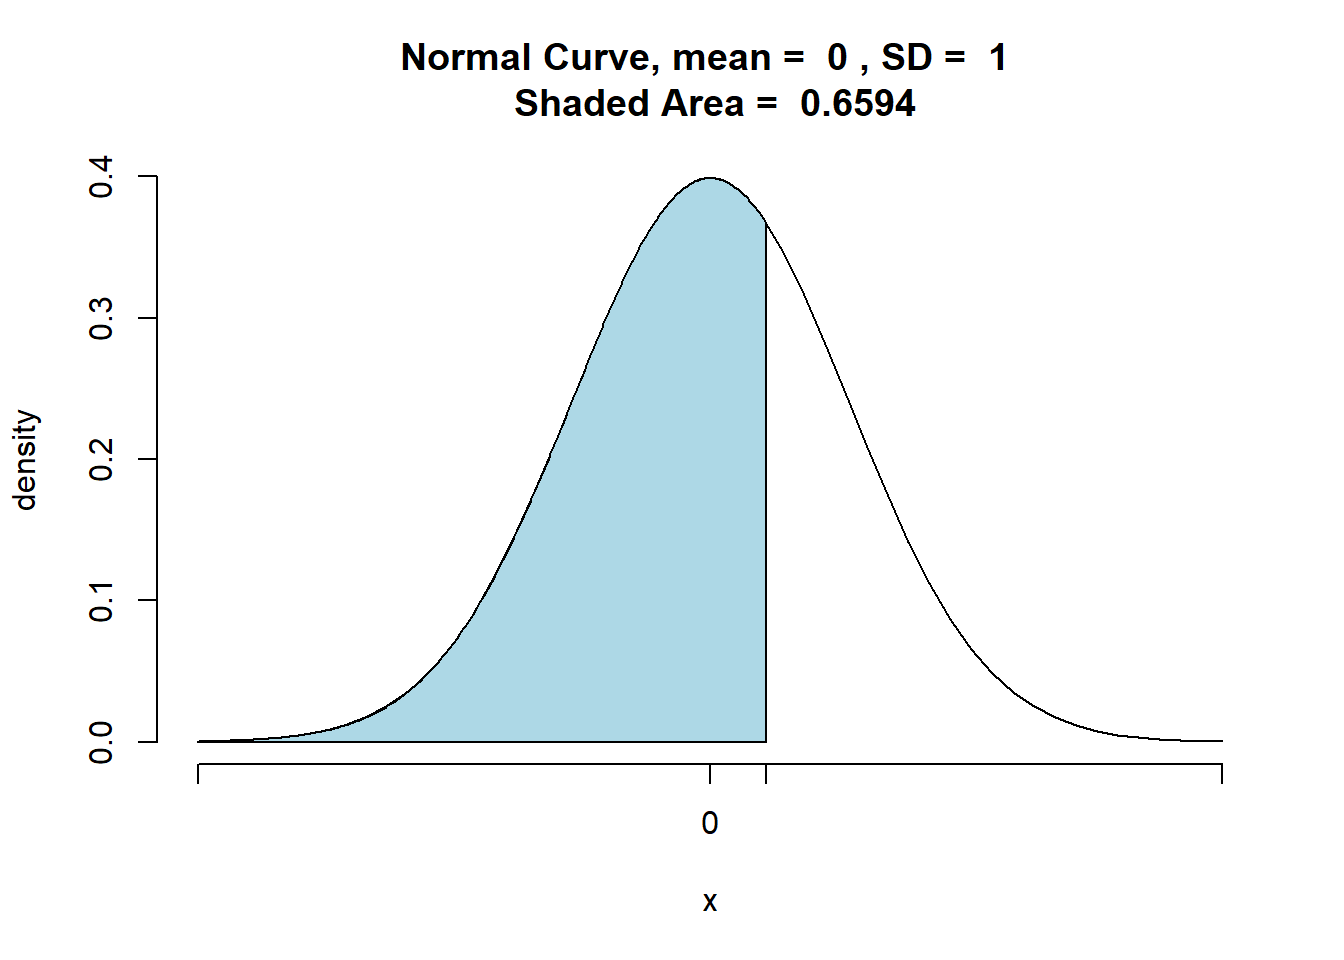 Normal Curve, mean =  0 , SD =  1
Shaded Area =  0.6594
0.4
0.3
0.2
0.1
0.0
density
0
x